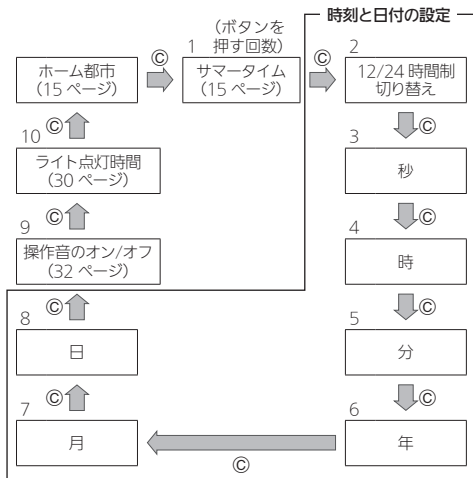 時刻と日付の設定
(ボタンを
押す回数)
ホーム都市
(15 ページ)
Ⓒ
1
サマータイム
(15 ページ)
Ⓒ
2
12/24 時間制
切り替え
Ⓒ
3
秒
Ⓒ
4
時
Ⓒ
5
分
Ⓒ
6
年
Ⓒ
7
月
Ⓒ
8
日
Ⓒ
9
操作音のオン/オフ
(32 ページ)
Ⓒ
10
ライト点灯時間
(30 ページ)
Ⓒ